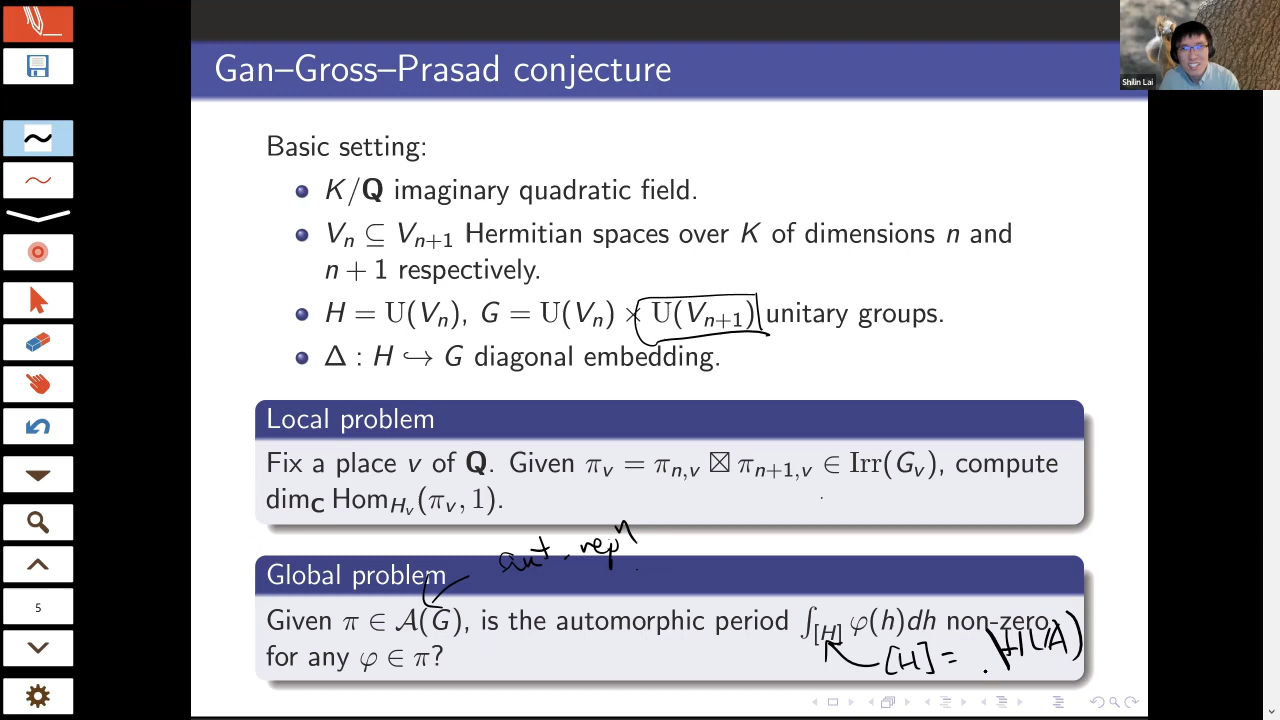 Gan–Gross–Prasad conjecture
Shilin Lai
Basic setting:
K/Q imaginary quadratic field.
V_n ⊆ V_{n+1} Hermitian spaces over K of dimensions n and
n + 1 respectively.
H = U(V_n), G = U(V_n) × U(V_{n+1}) unitary groups.
Δ : H ↪ G diagonal embedding.
Local problem
Fix a place v of Q. Given π_v = π_{n,v} ⊠ π_{n+1,v} ∈ Irr(G_v), compute
dim_C Hom_{H_v}(π_v, 1).
aut. repⁿ
Global problem
Given π ∈ A(G), is the automorphic period ∫_{[H]} φ(h)dh non-zero
for any φ ∈ π?
[H] = H(A)
5